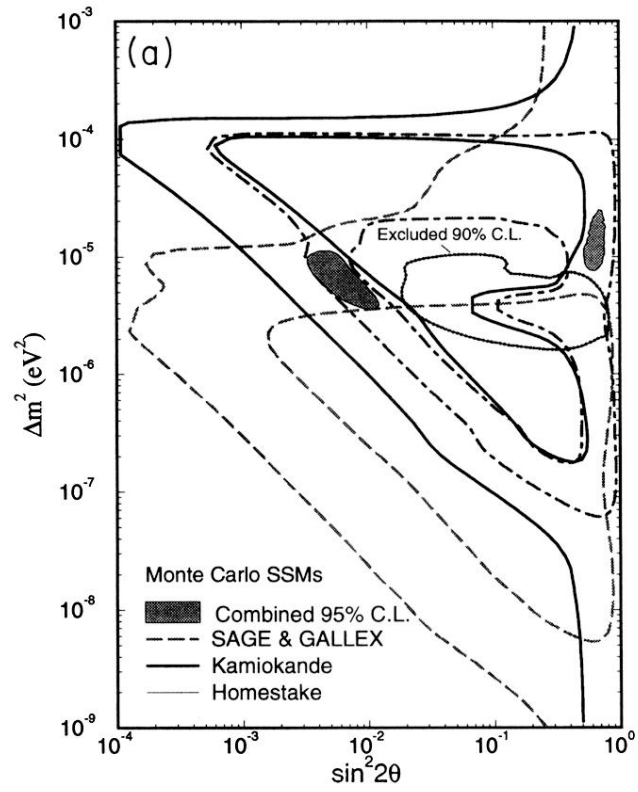 (a)
10⁻³
10⁻⁴
10⁻⁵
10⁻⁶
10⁻⁷
10⁻⁸
10⁻⁹
Δm² (eV²)
Excluded 90% C.L.
Monte Carlo SSMs
Combined 95% C.L.
SAGE & GALLEX
Kamiokande
Homestake
10⁻⁴ 10⁻³ 10⁻² 10⁻¹ 10⁰
sin²2θ